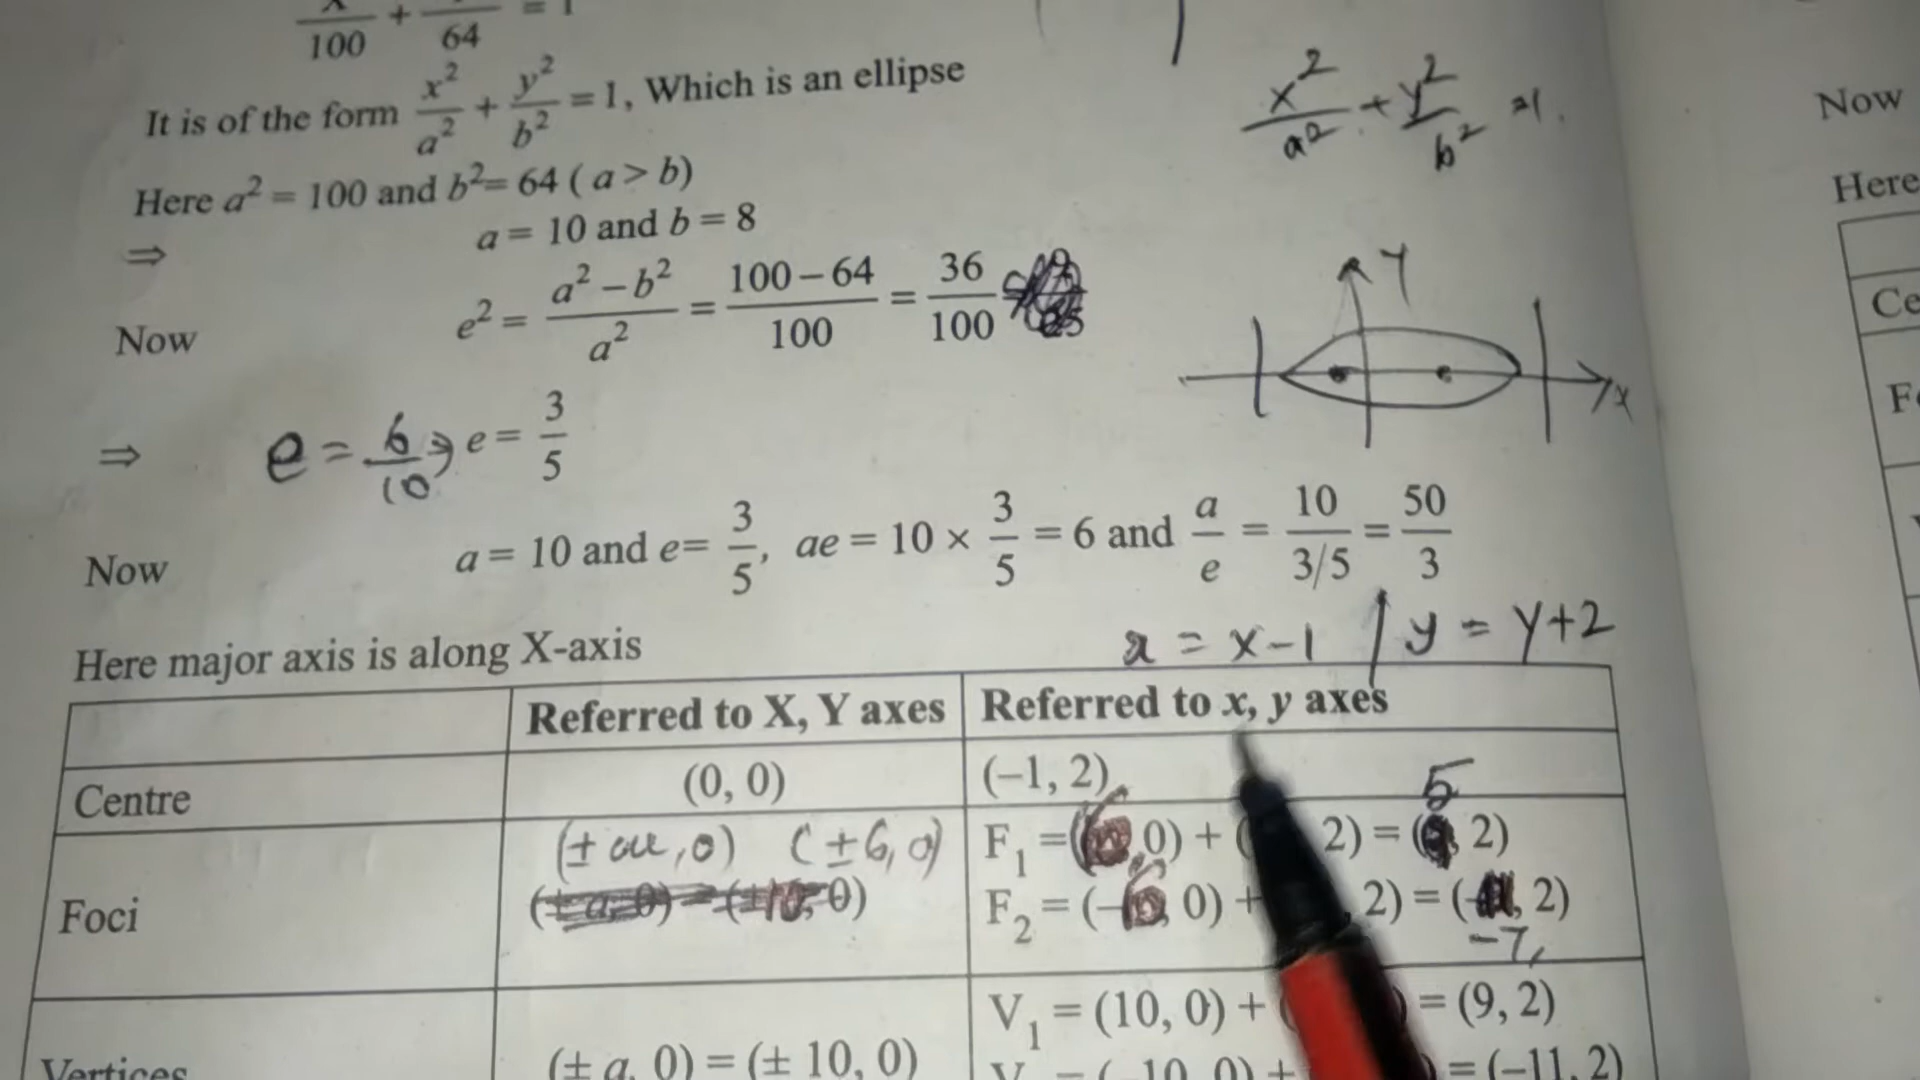 x/100 + /64 = 1
It is of the form x²/a² + y²/b² = 1, Which is an ellipse
x²/a² + y²/b² = 1.
Here a² = 100 and b² = 64 ( a > b)
⇒ a = 10 and b = 8
Now e² = (a² − b²)/a² = (100 − 64)/100 = 36/100
Y
X
⇒ e = 6/10 ⇒ e = 3/5
Now a = 10 and e = 3/5, ae = 10 × 3/5 = 6 and a/e = 10/(3/5) = 50/3
Here major axis is along X-axis
x = X−1 / y = Y+2
Referred to X, Y axes Referred to x, y axes
Centre (0, 0) (−1, 2)
Foci (± ae, 0) (±6, 0) F₁ = (6, 0) + ( 2) = (5, 2)
F₂ = (−6, 0) + , 2) = (−7, 2)
Vertices (± a, 0) = (± 10, 0) V₁ = (10, 0) + ( ) = (9, 2)
V = (10, 0) + = (−11, 2)
Now
Here
Ce
F